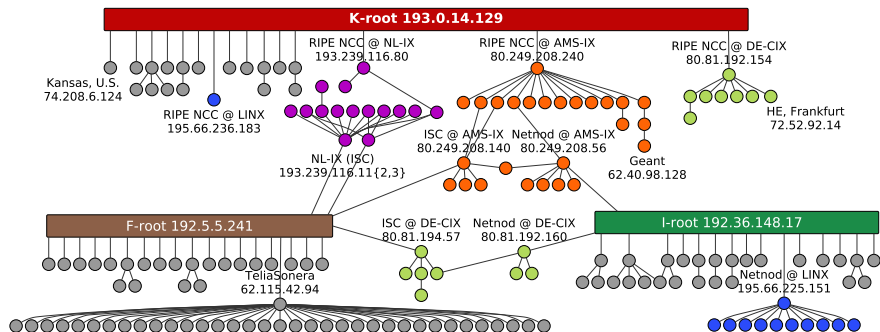 K-root 193.0.14.129
RIPE NCC @ NL-IX
193.239.116.80
RIPE NCC @ AMS-IX
80.249.208.240
RIPE NCC @ DE-CIX
80.81.192.154
Kansas, U.S.
74.208.6.124
RIPE NCC @ LINX
195.66.236.183
HE, Frankfurt
72.52.92.14
ISC @ AMS-IX
80.249.208.140
Netnod @ AMS-IX
80.249.208.56
NL-IX (ISC)
193.239.116.11{2,3}
Geant
62.40.98.128
F-root 192.5.5.241
ISC @ DE-CIX
80.81.194.57
Netnod @ DE-CIX
80.81.192.160
I-root 192.36.148.17
TeliaSonera
62.115.42.94
Netnod @ LINX
195.66.225.151